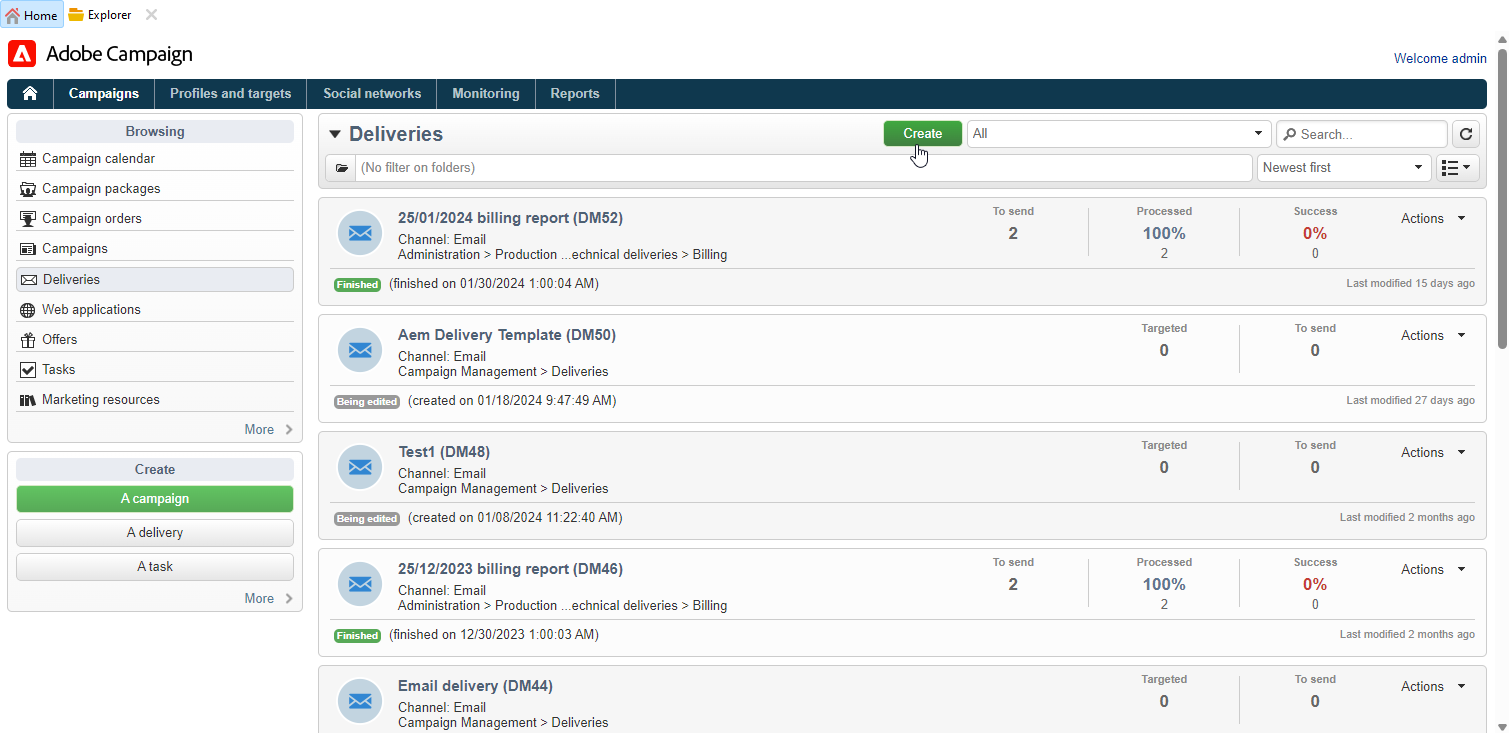 Home Explorer
Adobe Campaign
Welcome admin
Campaigns Profiles and targets Social networks Monitoring Reports
Browsing
Campaign calendar
Campaign packages
Campaign orders
Campaigns
Deliveries
Web applications
Offers
Tasks
Marketing resources
More
Create
A campaign
A delivery
A task
More
Deliveries Create All Search...
(No filter on folders) Newest first
25/01/2024 billing report (DM52) To send Processed Success Actions
2 100% 0%
Channel: Email
Administration > Production ...echnical deliveries > Billing 2 0
Finished (finished on 01/30/2024 1:00:04 AM) Last modified 15 days ago
Aem Delivery Template (DM50) Targeted To send Actions
0 0
Channel: Email
Campaign Management > Deliveries
Being edited (created on 01/18/2024 9:47:49 AM) Last modified 27 days ago
Test1 (DM48) Targeted To send Actions
0 0
Channel: Email
Campaign Management > Deliveries
Being edited (created on 01/08/2024 11:22:40 AM) Last modified 2 months ago
25/12/2023 billing report (DM46) To send Processed Success Actions
2 100% 0%
Channel: Email
Administration > Production ...echnical deliveries > Billing 2 0
Finished (finished on 12/30/2023 1:00:03 AM) Last modified 2 months ago
Email delivery (DM44) Targeted To send Actions
0 0
Channel: Email
Campaign Management > Deliveries